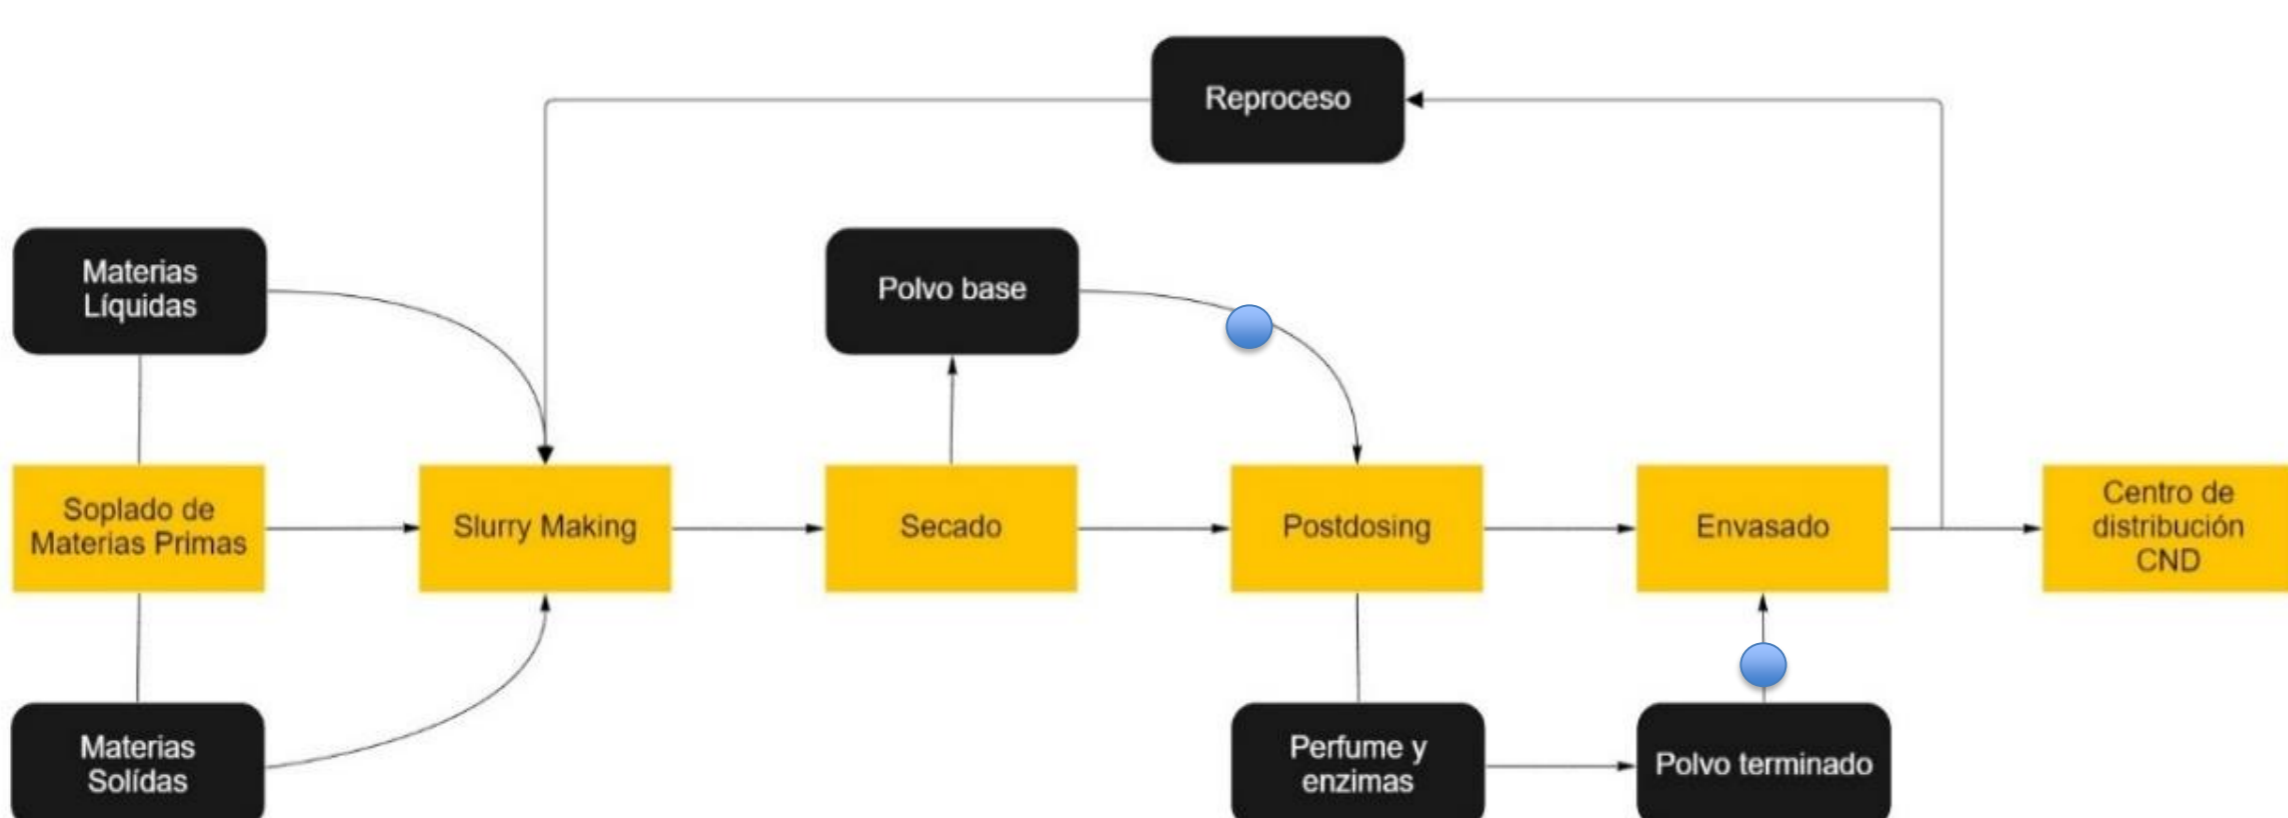 Reproceso
Materias
Líquidas
Polvo base
Soplado de
Materias Primas
Slurry Making
Secado
Postdosing
Envasado
Centro de
distribución
CND
Materias
Solídas
Perfume y
enzimas
Polvo terminado